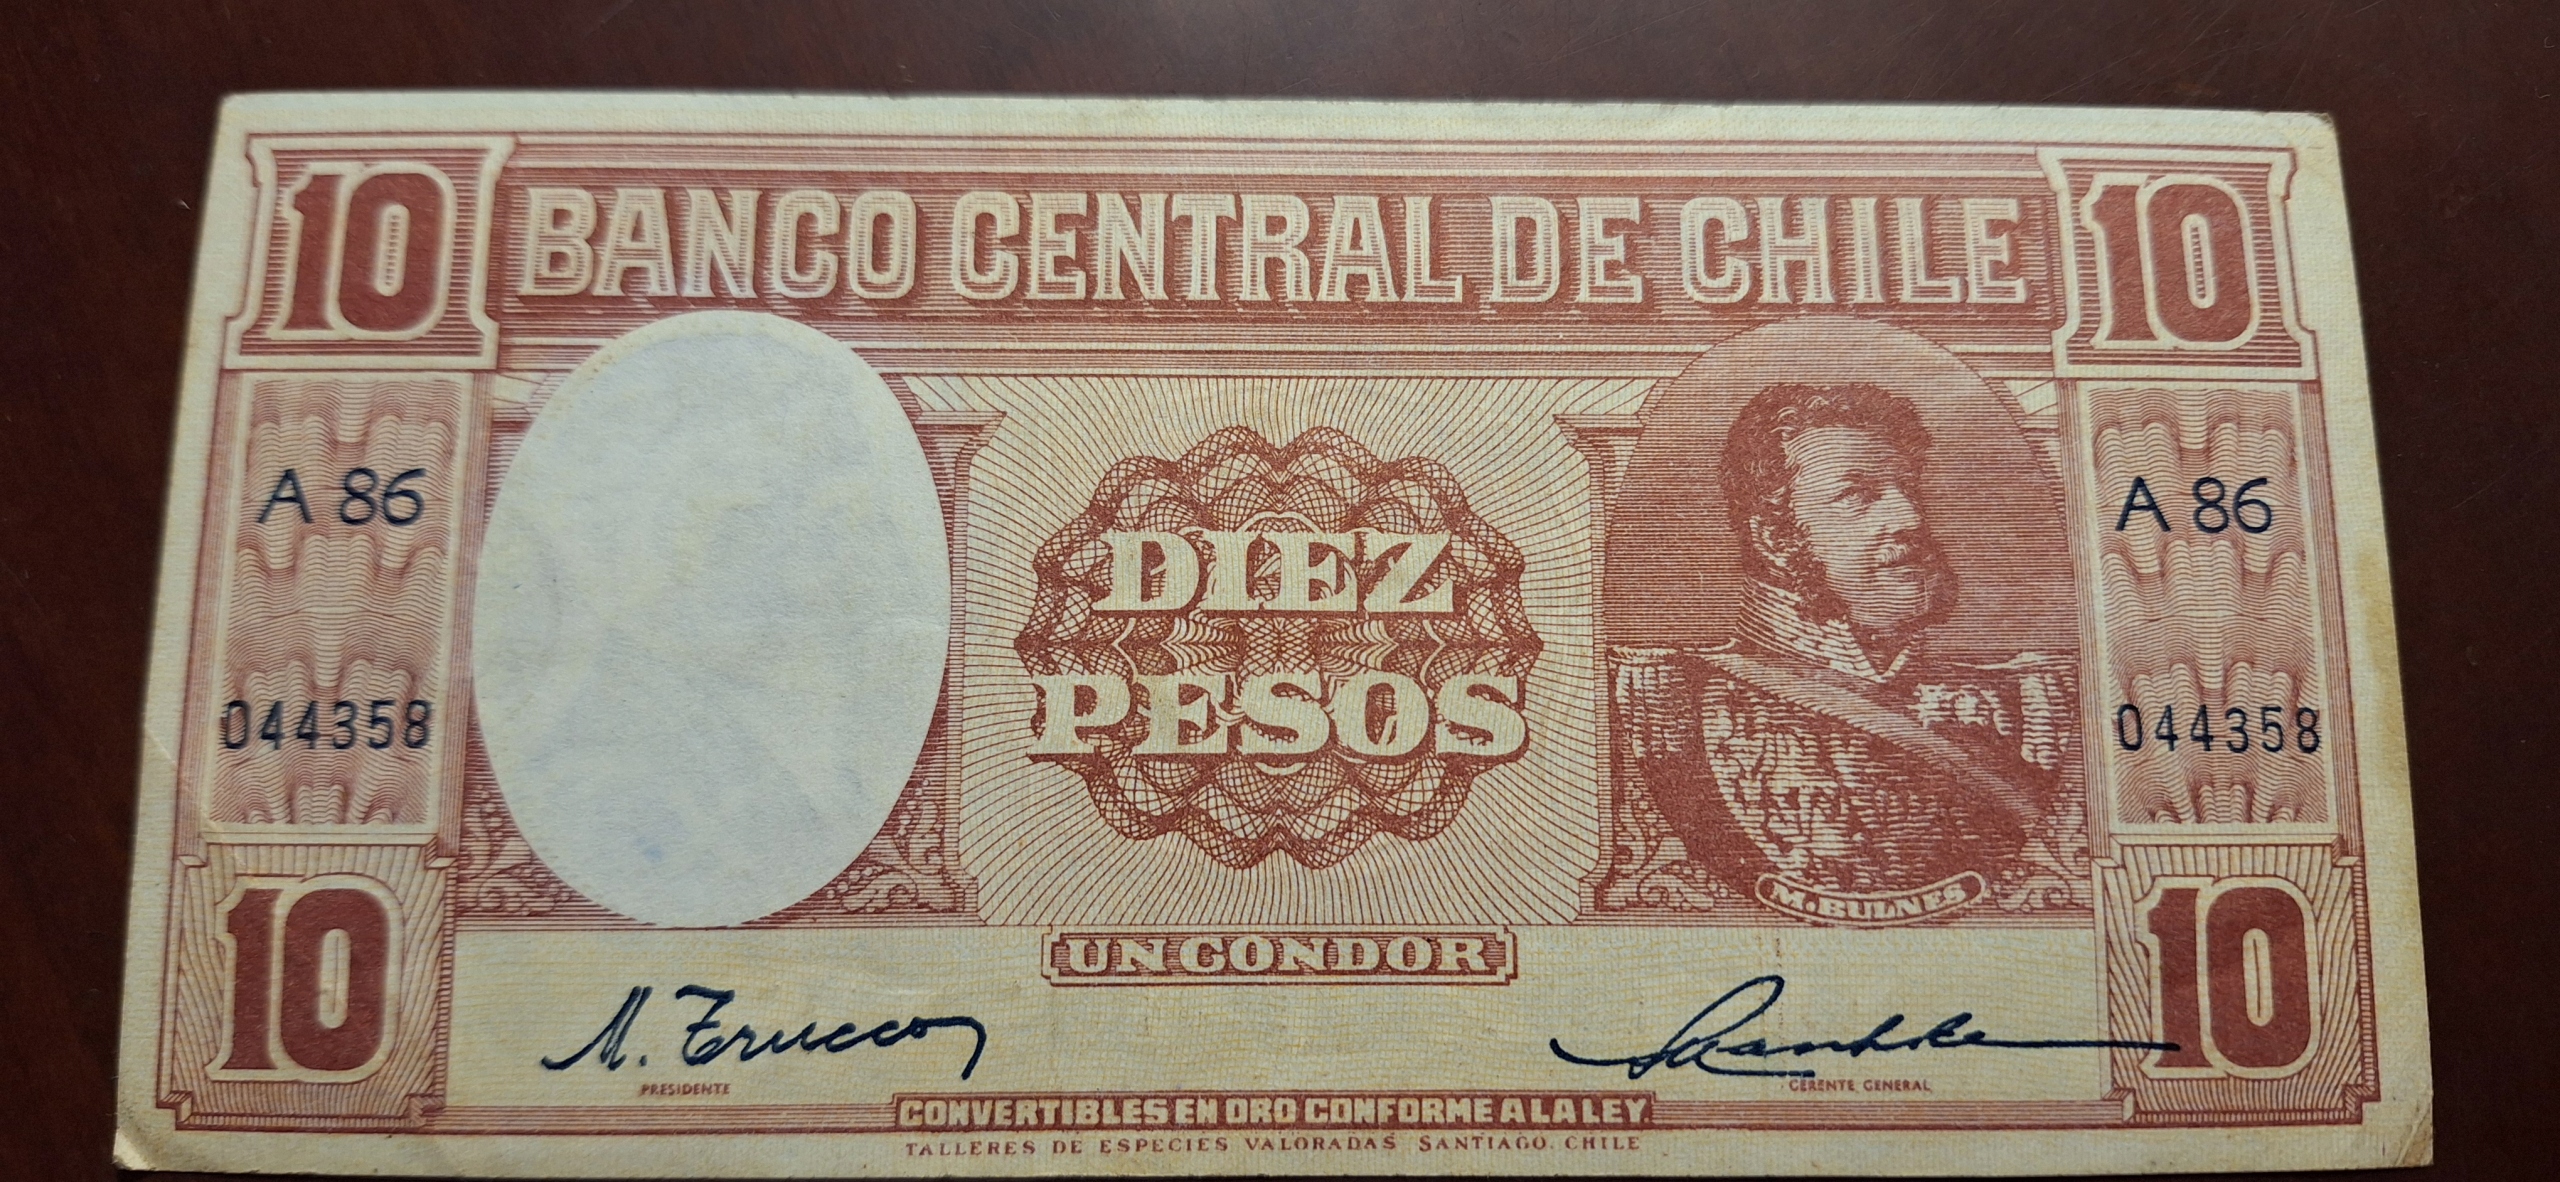 10 BANCO CENTRAL DE CHILE 10
A 86 A 86
DIEZ
PESOS
044358 044358
M. BULNES
10 UN CONDOR 10
M. Trucco
PRESIDENTE GERENTE GENERAL
CONVERTIBLES EN ORO CONFORME A LA LEY.
TALLERES DE ESPECIES VALORADAS SANTIAGO. CHILE